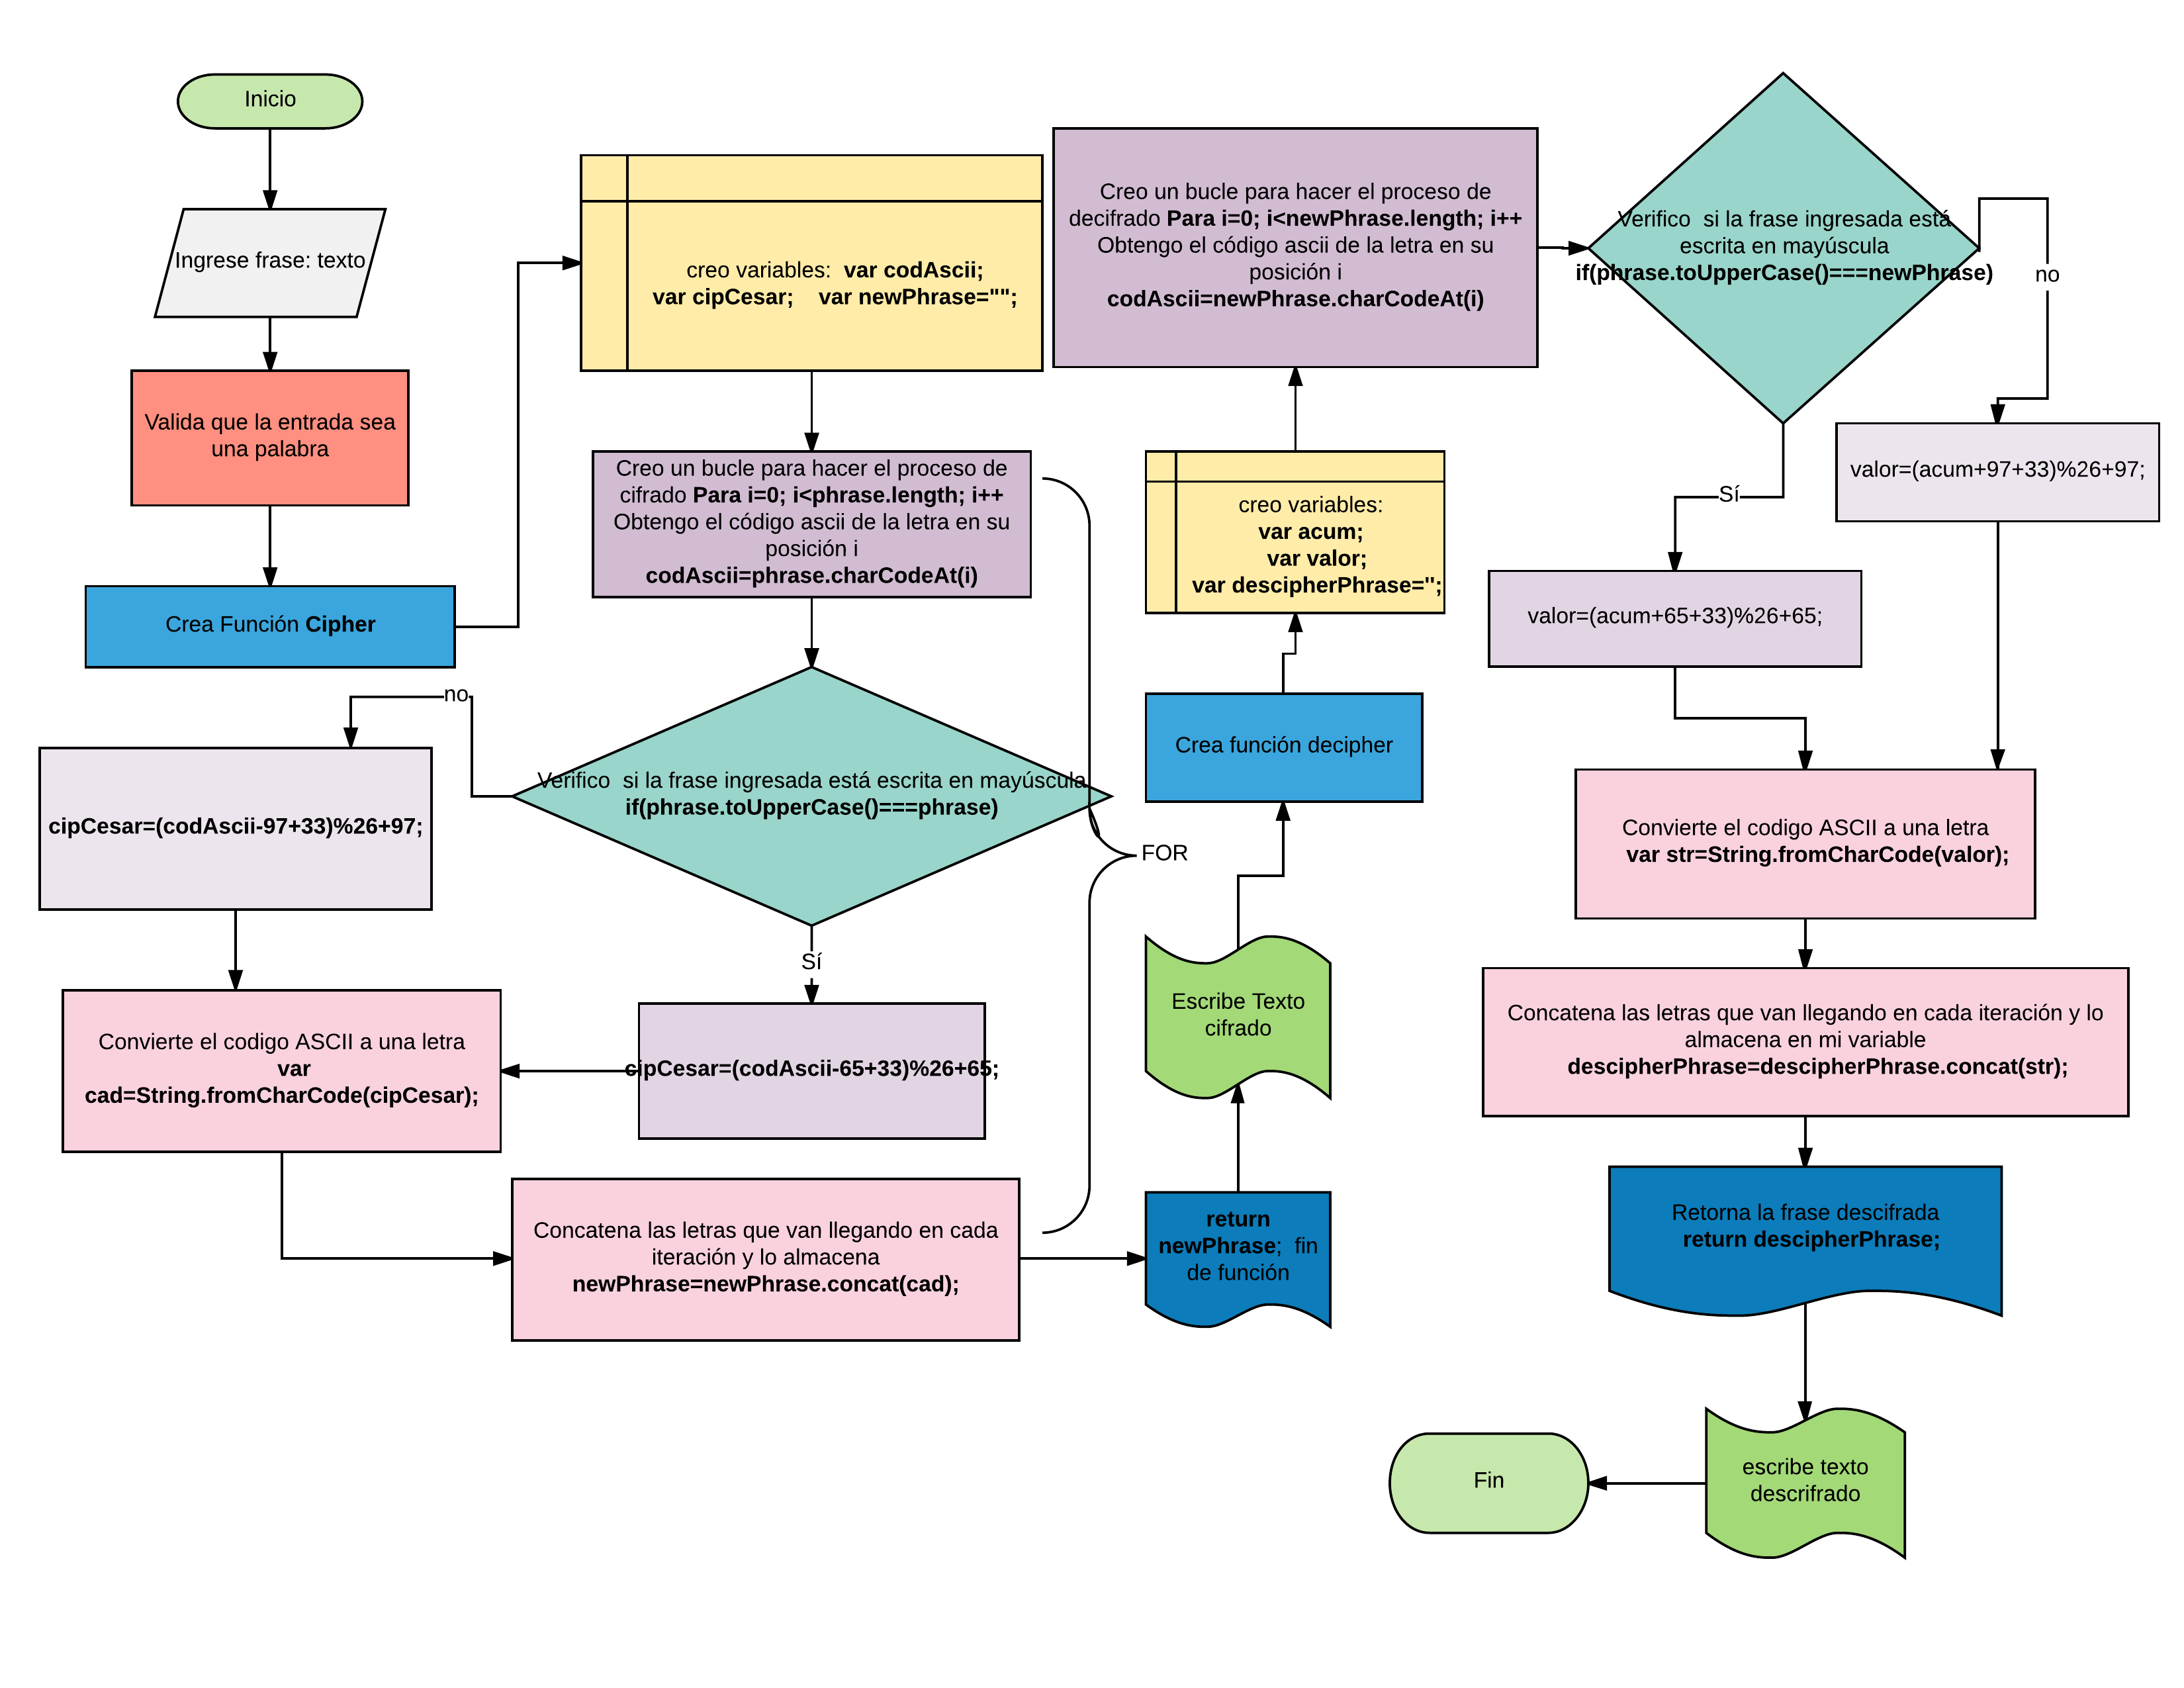 Inicio
Ingrese frase: texto
Valida que la entrada sea
una palabra
Crea Función Cipher
creo variables:  var codAscii;
var cipCesar;    var newPhrase="";
Creo un bucle para hacer el proceso de
cifrado Para i=0; i<phrase.length; i++
Obtengo el código ascii de la letra en su
posición i
codAscii=phrase.charCodeAt(i)
Verifico  si la frase ingresada está escrita en mayúscula
if(phrase.toUpperCase()===phrase)
no
cipCesar=(codAscii-97+33)%26+97;
Sí
cipCesar=(codAscii-65+33)%26+65;
Convierte el codigo ASCII a una letra
var
cad=String.fromCharCode(cipCesar);
Concatena las letras que van llegando en cada
iteración y lo almacena
newPhrase=newPhrase.concat(cad);
FOR
return
newPhrase;  fin
de función
Escribe Texto
cifrado
Crea función decipher
creo variables:
var acum;
var valor;
var descipherPhrase='';
Creo un bucle para hacer el proceso de
decifrado Para i=0; i<newPhrase.length; i++
Obtengo el código ascii de la letra en su
posición i
codAscii=newPhrase.charCodeAt(i)
Verifico  si la frase ingresada está
escrita en mayúscula
if(phrase.toUpperCase()===newPhrase)
no
valor=(acum+97+33)%26+97;
Sí
valor=(acum+65+33)%26+65;
Convierte el codigo ASCII a una letra
var str=String.fromCharCode(valor);
Concatena las letras que van llegando en cada iteración y lo
almacena en mi variable
descipherPhrase=descipherPhrase.concat(str);
Retorna la frase descifrada
return descipherPhrase;
escribe texto
descrifrado
Fin